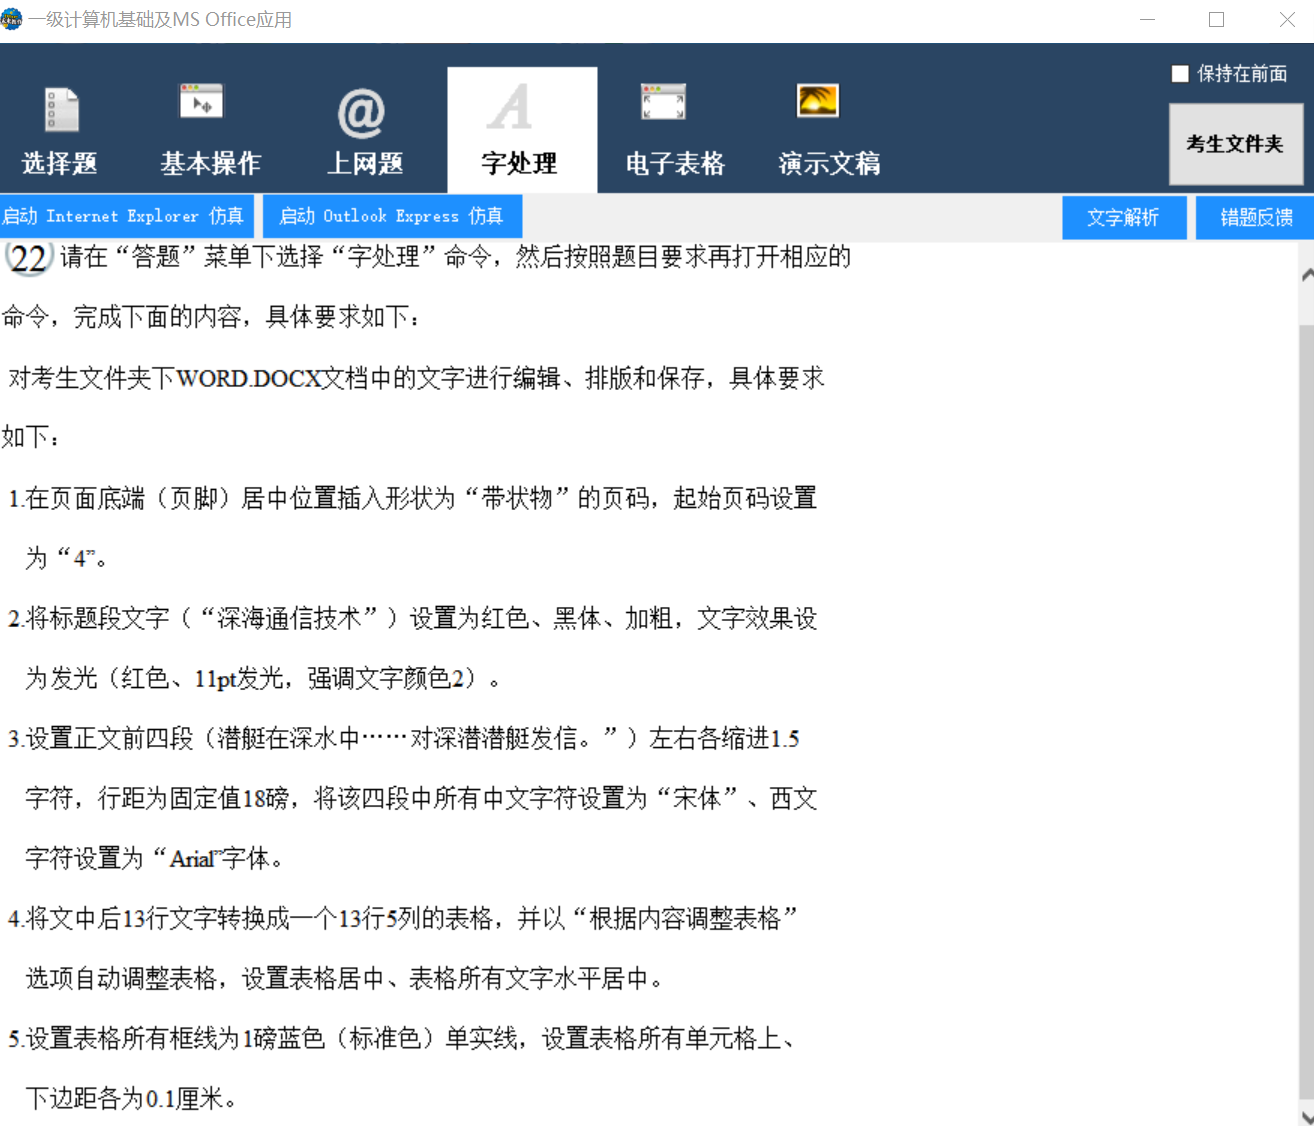 一级计算机基础及MS Office应用
保持在前面
选择题
基本操作
上网题
字处理
电子表格
演示文稿
考生文件夹
启动 Internet Explorer 仿真
启动 Outlook Express 仿真
文字解析
错题反馈
22 请在“答题”菜单下选择“字处理”命令，然后按照题目要求再打开相应的
命令，完成下面的内容，具体要求如下：
对考生文件夹下WORD.DOCX文档中的文字进行编辑、排版和保存，具体要求
如下：
1.在页面底端（页脚）居中位置插入形状为“带状物”的页码，起始页码设置
为“4”。
2.将标题段文字（“深海通信技术”）设置为红色、黑体、加粗，文字效果设
为发光（红色、11pt发光，强调文字颜色2）。
3.设置正文前四段（潜艇在深水中……对深潜潜艇发信。”）左右各缩进1.5
字符，行距为固定值18磅，将该四段中所有中文字符设置为“宋体”、西文
字符设置为“Arial”字体。
4.将文中后13行文字转换成一个13行5列的表格，并以“根据内容调整表格”
选项自动调整表格，设置表格居中、表格所有文字水平居中。
5.设置表格所有框线为1磅蓝色（标准色）单实线，设置表格所有单元格上、
下边距各为0.1厘米。